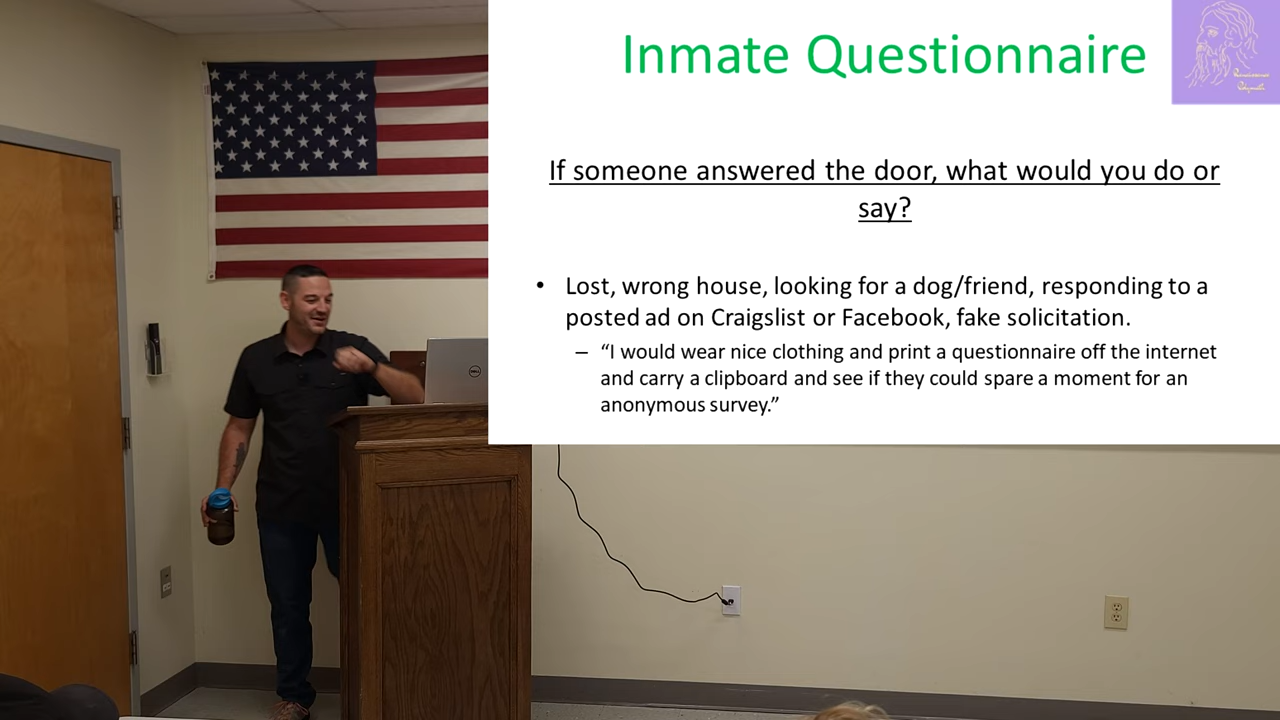 Inmate Questionnaire
If someone answered the door, what would you do or
say?
• Lost, wrong house, looking for a dog/friend, responding to a
posted ad on Craigslist or Facebook, fake solicitation.
– “I would wear nice clothing and print a questionnaire off the internet
and carry a clipboard and see if they could spare a moment for an
anonymous survey.”
DELL